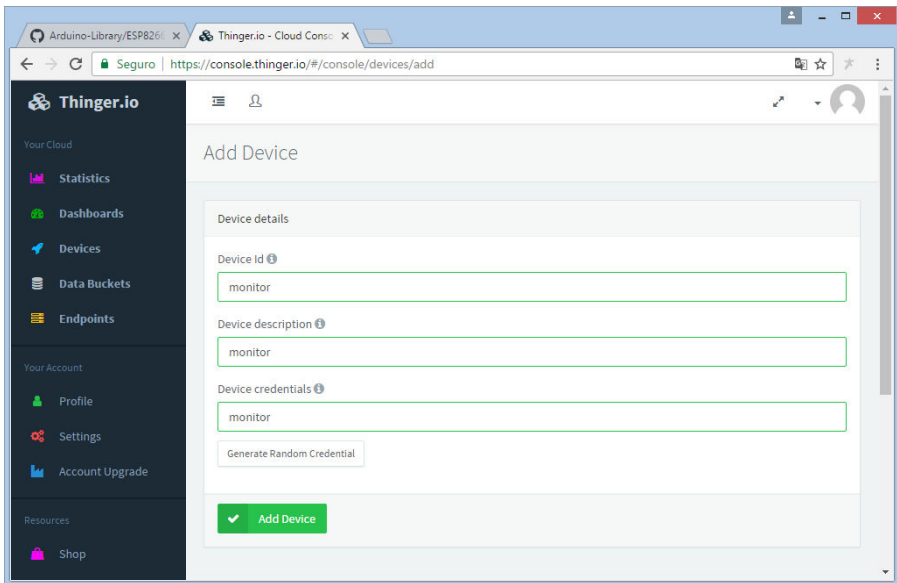 Arduino-Library/ESP8266
Thinger.io - Cloud Conso
Seguro https://console.thinger.io/#/console/devices/add
Thinger.io
Your Cloud
Statistics
Dashboards
Devices
Data Buckets
Endpoints
Your Account
Profile
Settings
Account Upgrade
Resources
Shop
Add Device
Device details
Device Id
monitor
Device description
monitor
Device credentials
monitor
Generate Random Credential
Add Device